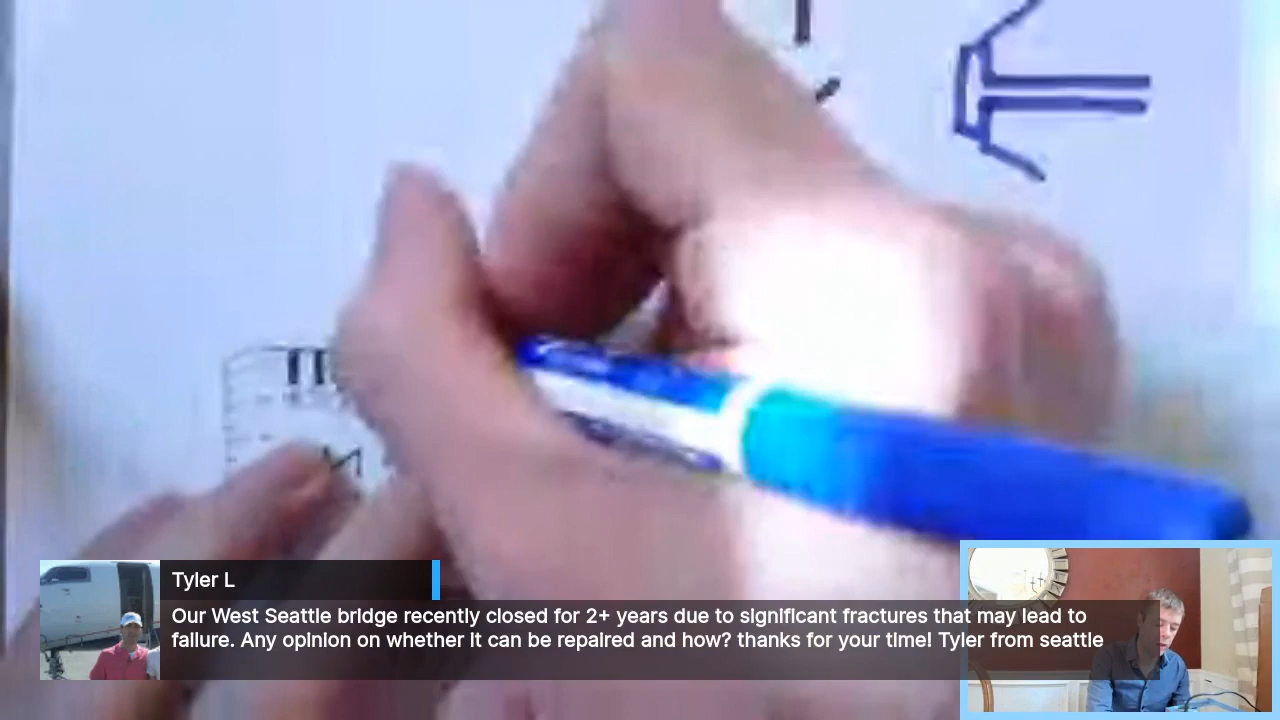 Tyler L
Our West Seattle bridge recently closed for 2+ years due to significant fractures that may lead to
failure. Any opinion on whether it can be repaired and how? thanks for your time! Tyler from seattle